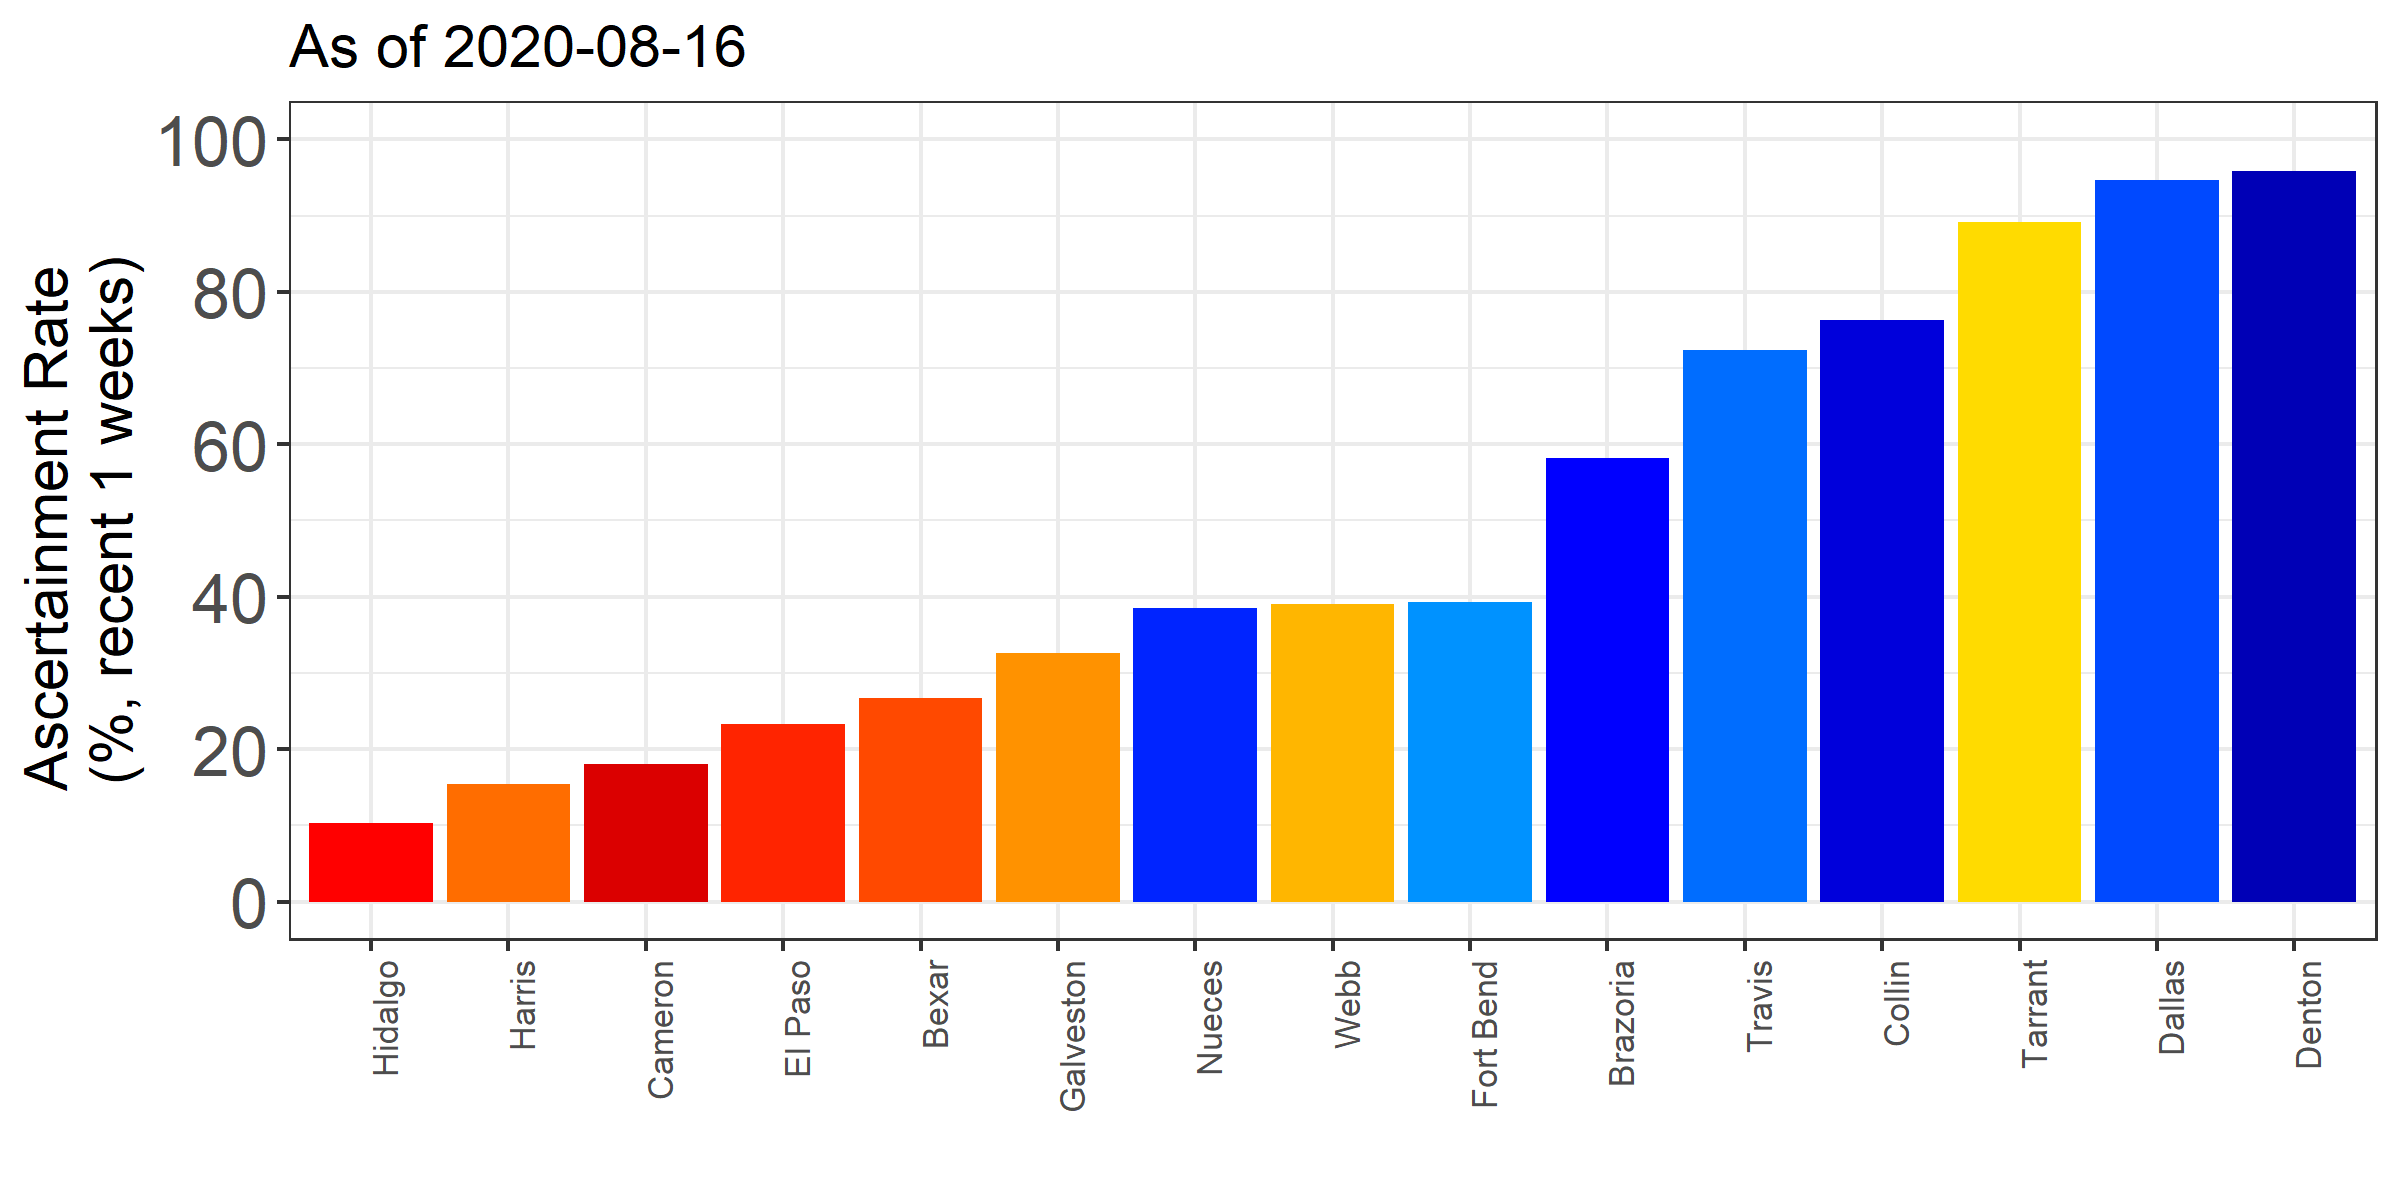 As of 2020-08-16
Ascertainment Rate
(%, recent 1 weeks)
100
80
60
40
20
0
Hidalgo
Harris
Cameron
El Paso
Bexar
Galveston
Nueces
Webb
Fort Bend
Brazoria
Travis
Collin
Tarrant
Dallas
Denton